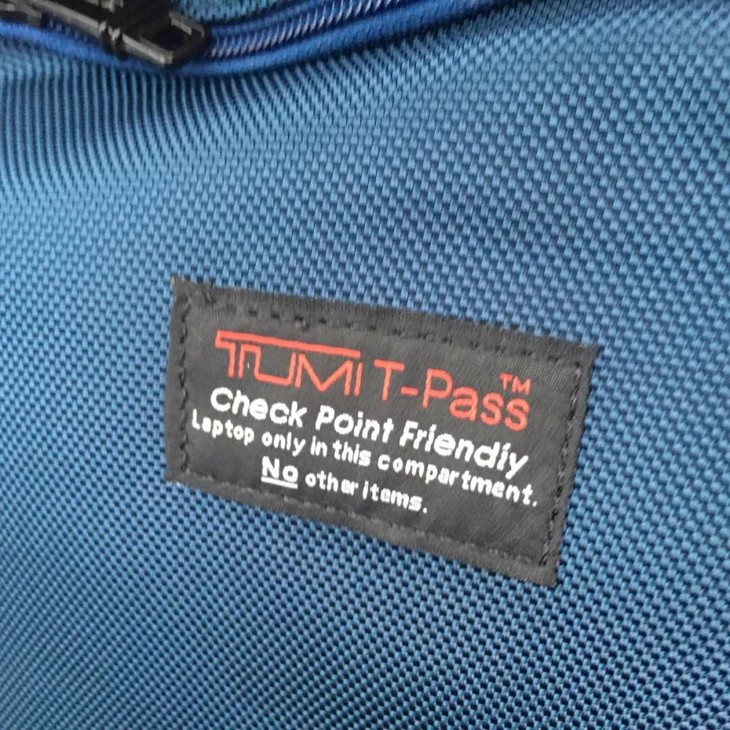 TUMI T-Pass™
Check Point Friendly
Laptop only in this compartment.
No other items.